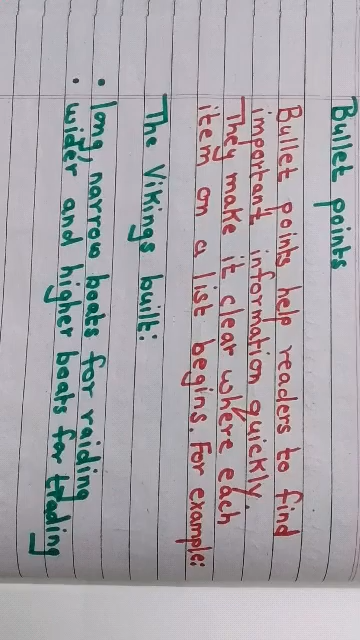 Bullet points
Bullet points help readers to find
important information quickly.
They make it clear where each
item on a list begins. For example:
The Vikings built:
• long, narrow boats for raiding
• wider and higher boats for trading